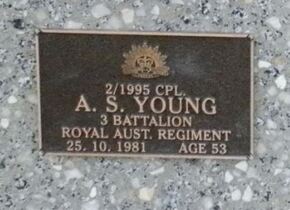 2/1995 CPL.
A. S. YOUNG
3 BATTALION
ROYAL AUST. REGIMENT
25. 10. 1981 AGE 53